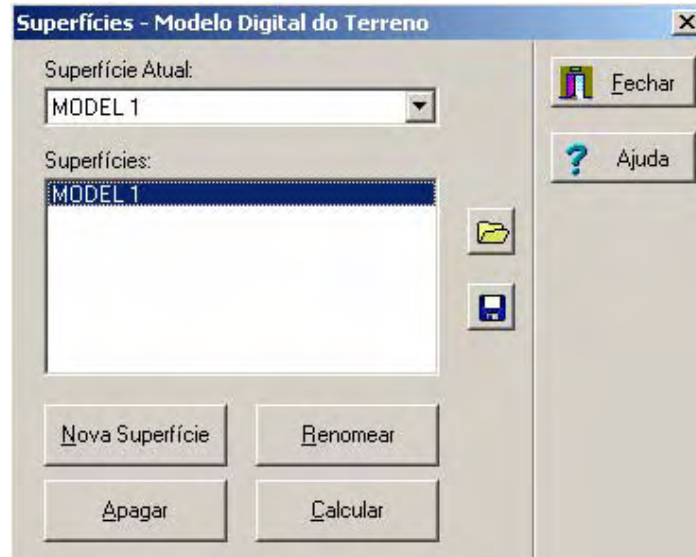 Superfícies - Modelo Digital do Terreno
Superfície Atual:
MODEL 1
Superfícies:
MODEL 1
Nova Superfície
Renomear
Apagar
Calcular
Fechar
Ajuda